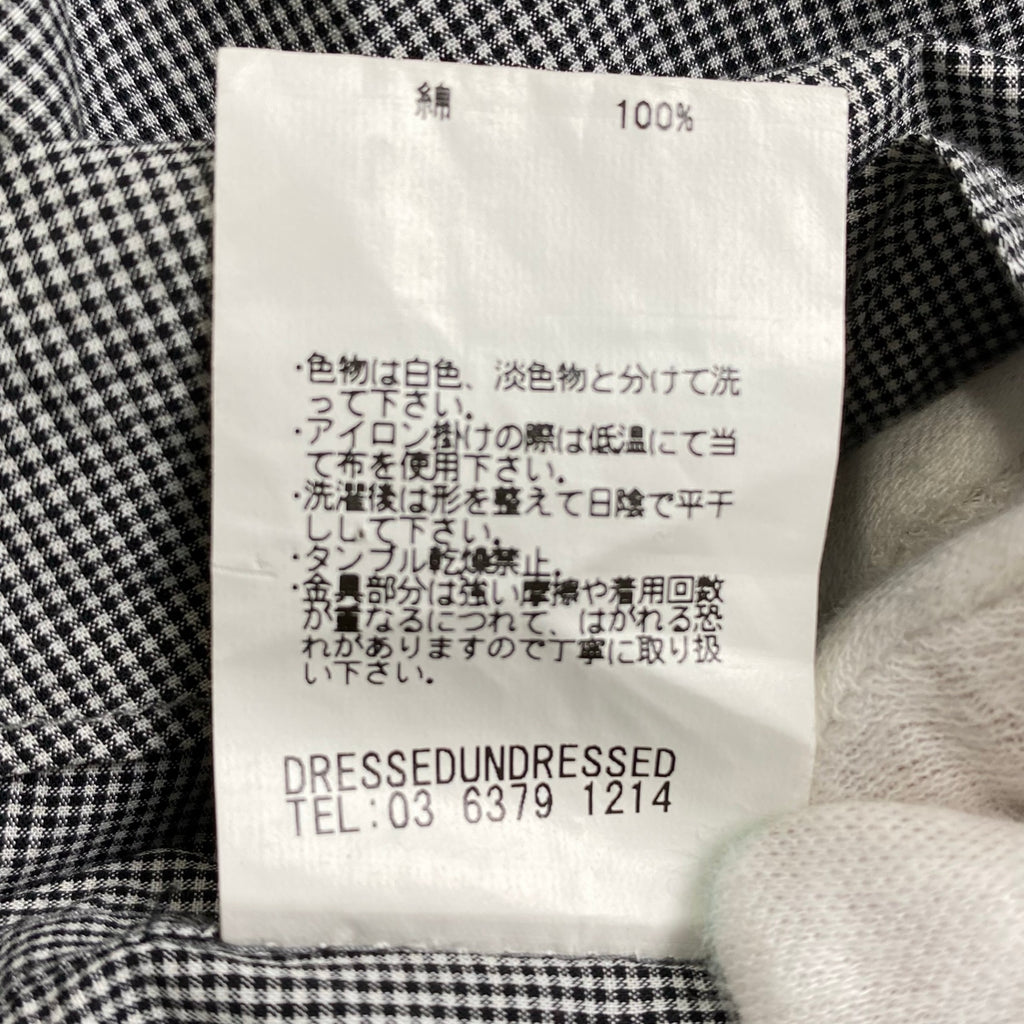 綿 100%
・色物は白色、淡色物と分けて洗
って下さい.
・アイロン掛けの際は低温にて当
て布を使用下さい.
・洗濯後は形を整えて日陰で平干
しして下さい.
・タンブル乾燥禁止.
・金具部分は強い摩擦や着用回数
が重なるにつれて、はがれる恐
れがありますので丁寧に取り扱
い下さい.
DRESSEDUNDRESSED
TEL:03 6379 1214